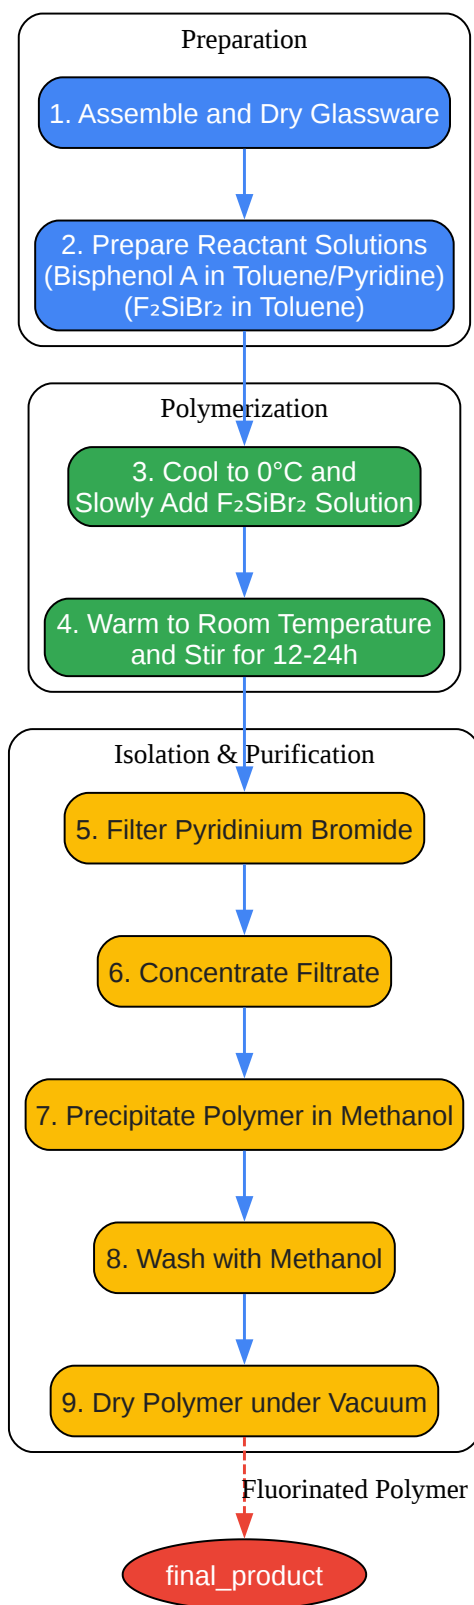 Preparation
1. Assemble and Dry Glassware
2. Prepare Reactant Solutions
(Bisphenol A in Toluene/Pyridine)
(F₂SiBr₂ in Toluene)
Polymerization
3. Cool to 0°C and
Slowly Add F₂SiBr₂ Solution
4. Warm to Room Temperature
and Stir for 12-24h
Isolation & Purification
5. Filter Pyridinium Bromide
6. Concentrate Filtrate
7. Precipitate Polymer in Methanol
8. Wash with Methanol
9. Dry Polymer under Vacuum
Fluorinated Polymer
final_product